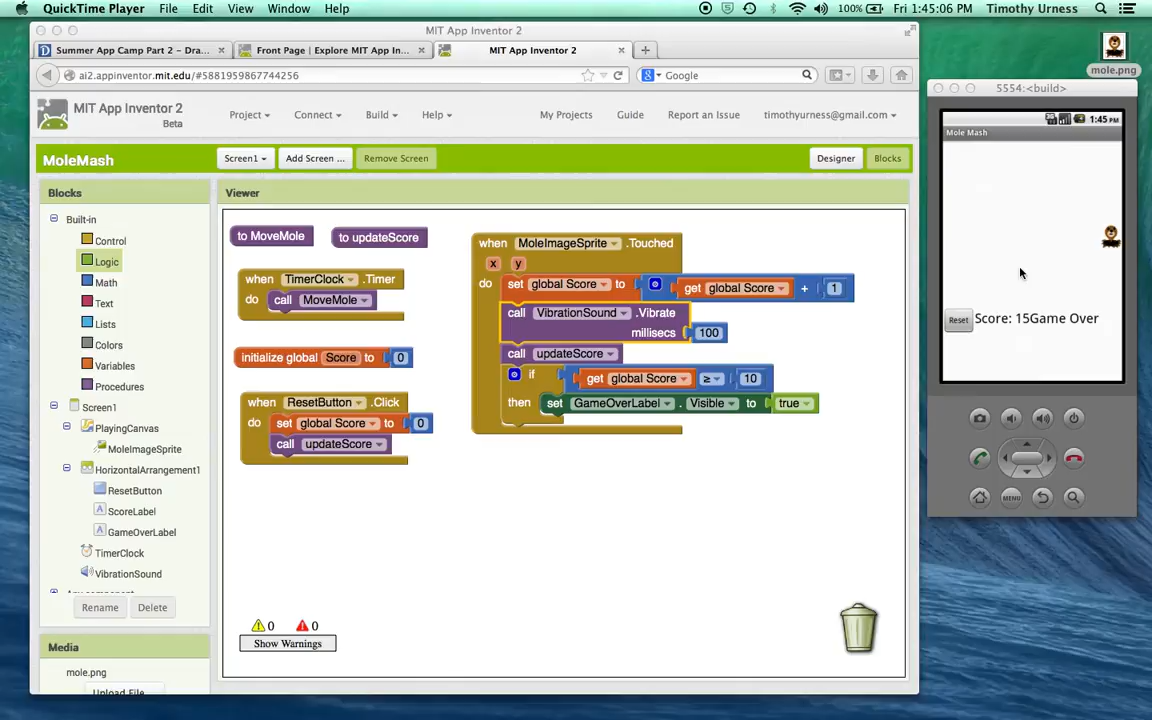 QuickTime Player File Edit View Window Help 100% Fri 1:45:06 PM Timothy Urness
MIT App Inventor 2
Summer App Camp Part 2 – Dra... Front Page | Explore MIT App In... MIT App Inventor 2
ai2.appinventor.mit.edu/#5881959867744256 Google
MIT App Inventor 2
Beta
Project Connect Build Help My Projects Guide Report an Issue timothyurness@gmail.com
MoleMash Screen1 Add Screen ... Remove Screen Designer Blocks
Blocks
Built-in
Control
Logic
Math
Text
Lists
Colors
Variables
Procedures
Screen1
PlayingCanvas
MoleImageSprite
HorizontalArrangement1
ResetButton
ScoreLabel
GameOverLabel
TimerClock
VibrationSound
Rename Delete
Media
mole.png
Upload File ...
Viewer
to MoveMole to updateScore
when TimerClock .Timer
do call MoveMole
initialize global Score to 0
when ResetButton .Click
do set global Score to 0
call updateScore
when MoleImageSprite .Touched
x y
do set global Score to get global Score + 1
call VibrationSound .Vibrate
millisecs 100
call updateScore
if get global Score ≥ 10
then set GameOverLabel . Visible to true
0 0
Show Warnings
mole.png
5554:<build>
3G 1:45 PM
Mole Mash
Reset Score: 15Game Over
MENU